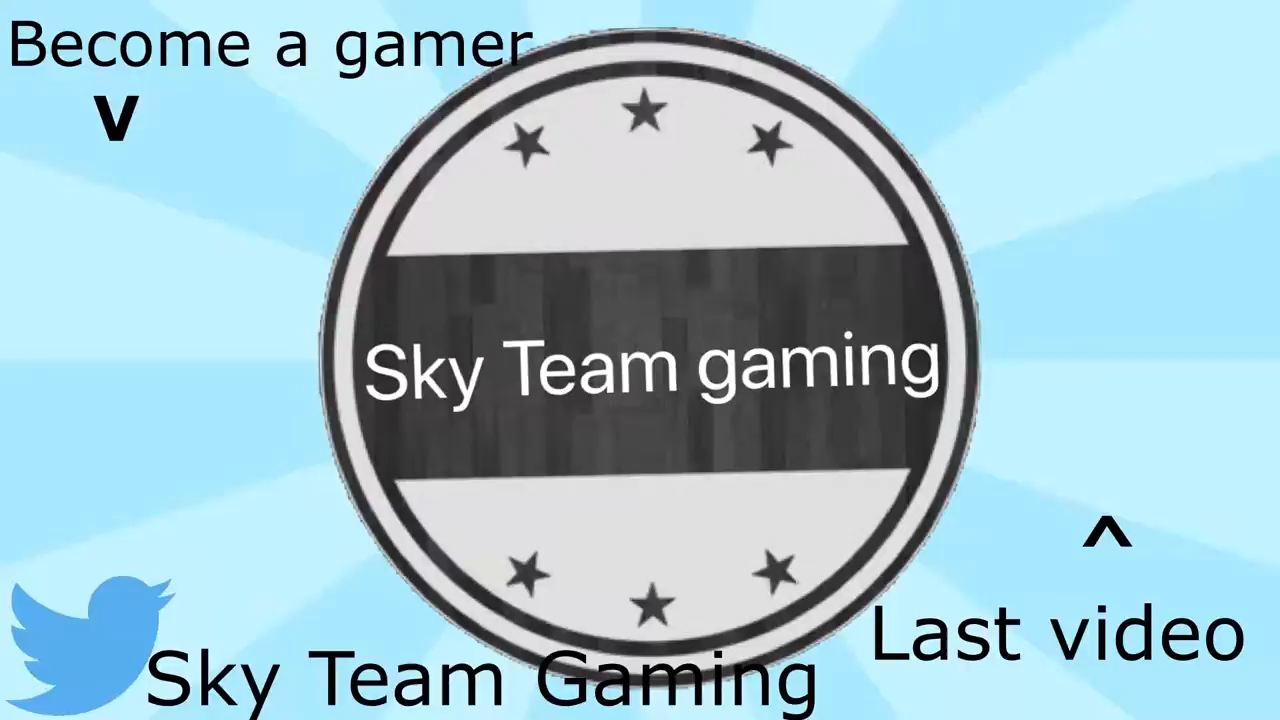 Become a gamer
v
Sky Team gaming
^
Last video
Sky Team Gaming